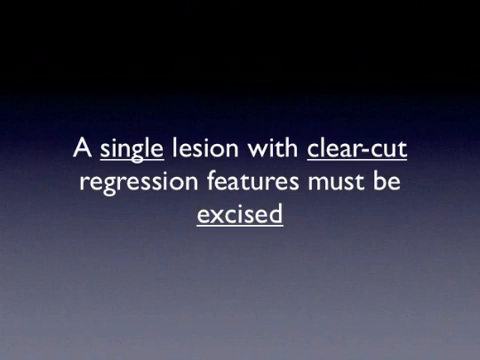 A single lesion with clear-cut
regression features must be
excised